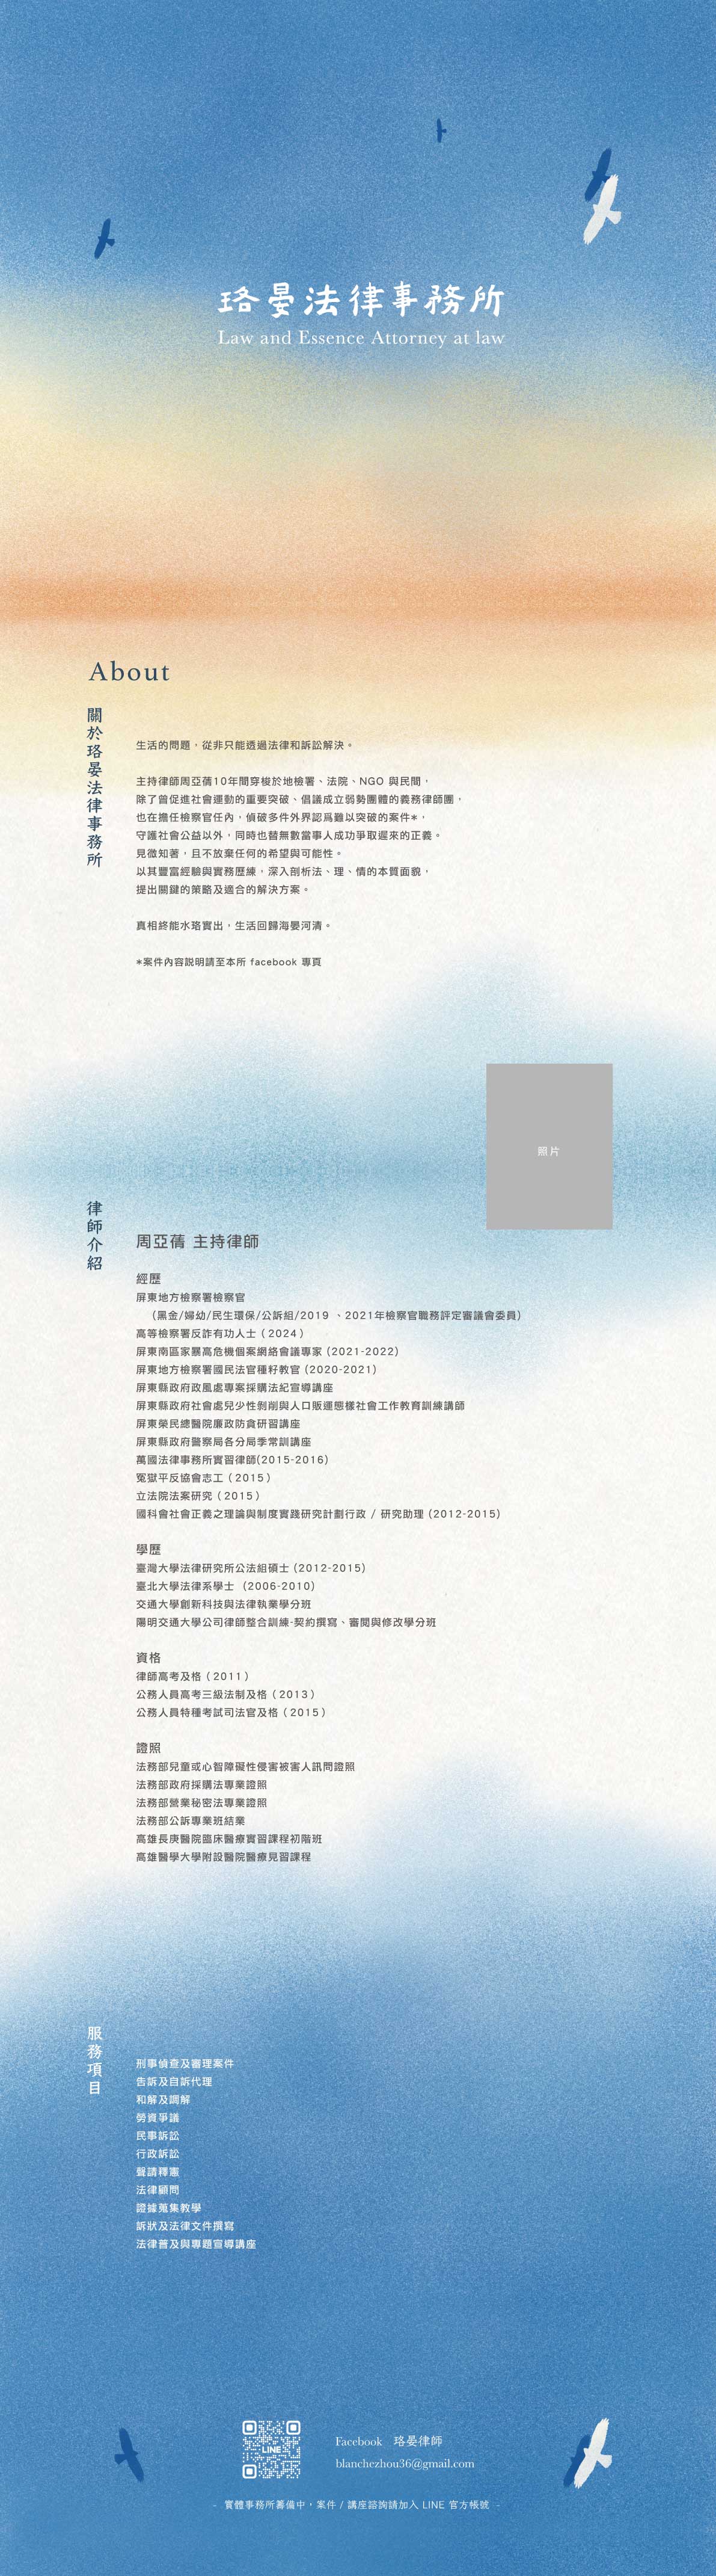 珞晏法律事務所
Law and Essence Attorney at law
About
關於珞晏法律事務所
生活的問題，從非只能透過法律和訴訟解決。
主持律師周亞蒨10年間穿梭於地檢署、法院、NGO 與民間，
除了曾促進社會運動的重要突破、倡議成立弱勢團體的義務律師團，
也在擔任檢察官任內，偵破多件外界認爲難以突破的案件*，
守護社會公益以外，同時也替無數當事人成功爭取遲來的正義。
見微知著，且不放棄任何的希望與可能性。
以其豐富經驗與實務歷練，深入剖析法、理、情的本質面貌，
提出關鍵的策略及適合的解決方案。
真相終能水珞實出，生活回歸海晏河清。
*案件內容說明請至本所 facebook 專頁
照片
律師介紹
周亞蒨 主持律師
經歷
屏東地方檢察署檢察官
（黑金/婦幼/民生環保/公訴組/2019 、2021年檢察官職務評定審議會委員）
高等檢察署反詐有功人士（2024）
屏東南區家暴高危機個案網絡會議專家 (2021-2022)
屏東地方檢察署國民法官種籽教官 (2020-2021)
屏東縣政府政風處專案採購法紀宣導講座
屏東縣政府社會處兒少性剝削與人口販運態樣社會工作教育訓練講師
屏東榮民總醫院廉政防貪研習講座
屏東縣政府警察局各分局季常訓講座
萬國法律事務所實習律師(2015-2016)
冤獄平反協會志工（2015）
立法院法案研究（2015）
國科會社會正義之理論與制度實踐研究計劃行政 / 研究助理 (2012-2015)
學歷
臺灣大學法律研究所公法組碩士 (2012-2015)
臺北大學法律系學士 （2006-2010)
交通大學創新科技與法律執業學分班
陽明交通大學公司律師整合訓練-契約撰寫、審閱與修改學分班
資格
律師高考及格（2011）
公務人員高考三級法制及格（2013）
公務人員特種考試司法官及格（2015）
證照
法務部兒童或心智障礙性侵害被害人訊問證照
法務部政府採購法專業證照
法務部營業秘密法專業證照
法務部公訴專業班結業
高雄長庚醫院臨床醫療實習課程初階班
高雄醫學大學附設醫院醫療見習課程
服務項目
刑事偵查及審理案件
告訴及自訴代理
和解及調解
勞資爭議
民事訴訟
行政訴訟
聲請釋憲
法律顧問
證據蒐集教學
訴狀及法律文件撰寫
法律普及與專題宣導講座
LINE
Facebook 珞晏律師
blanchezhou36@gmail.com
- 實體事務所籌備中，案件 / 講座諮詢請加入 LINE 官方帳號 -